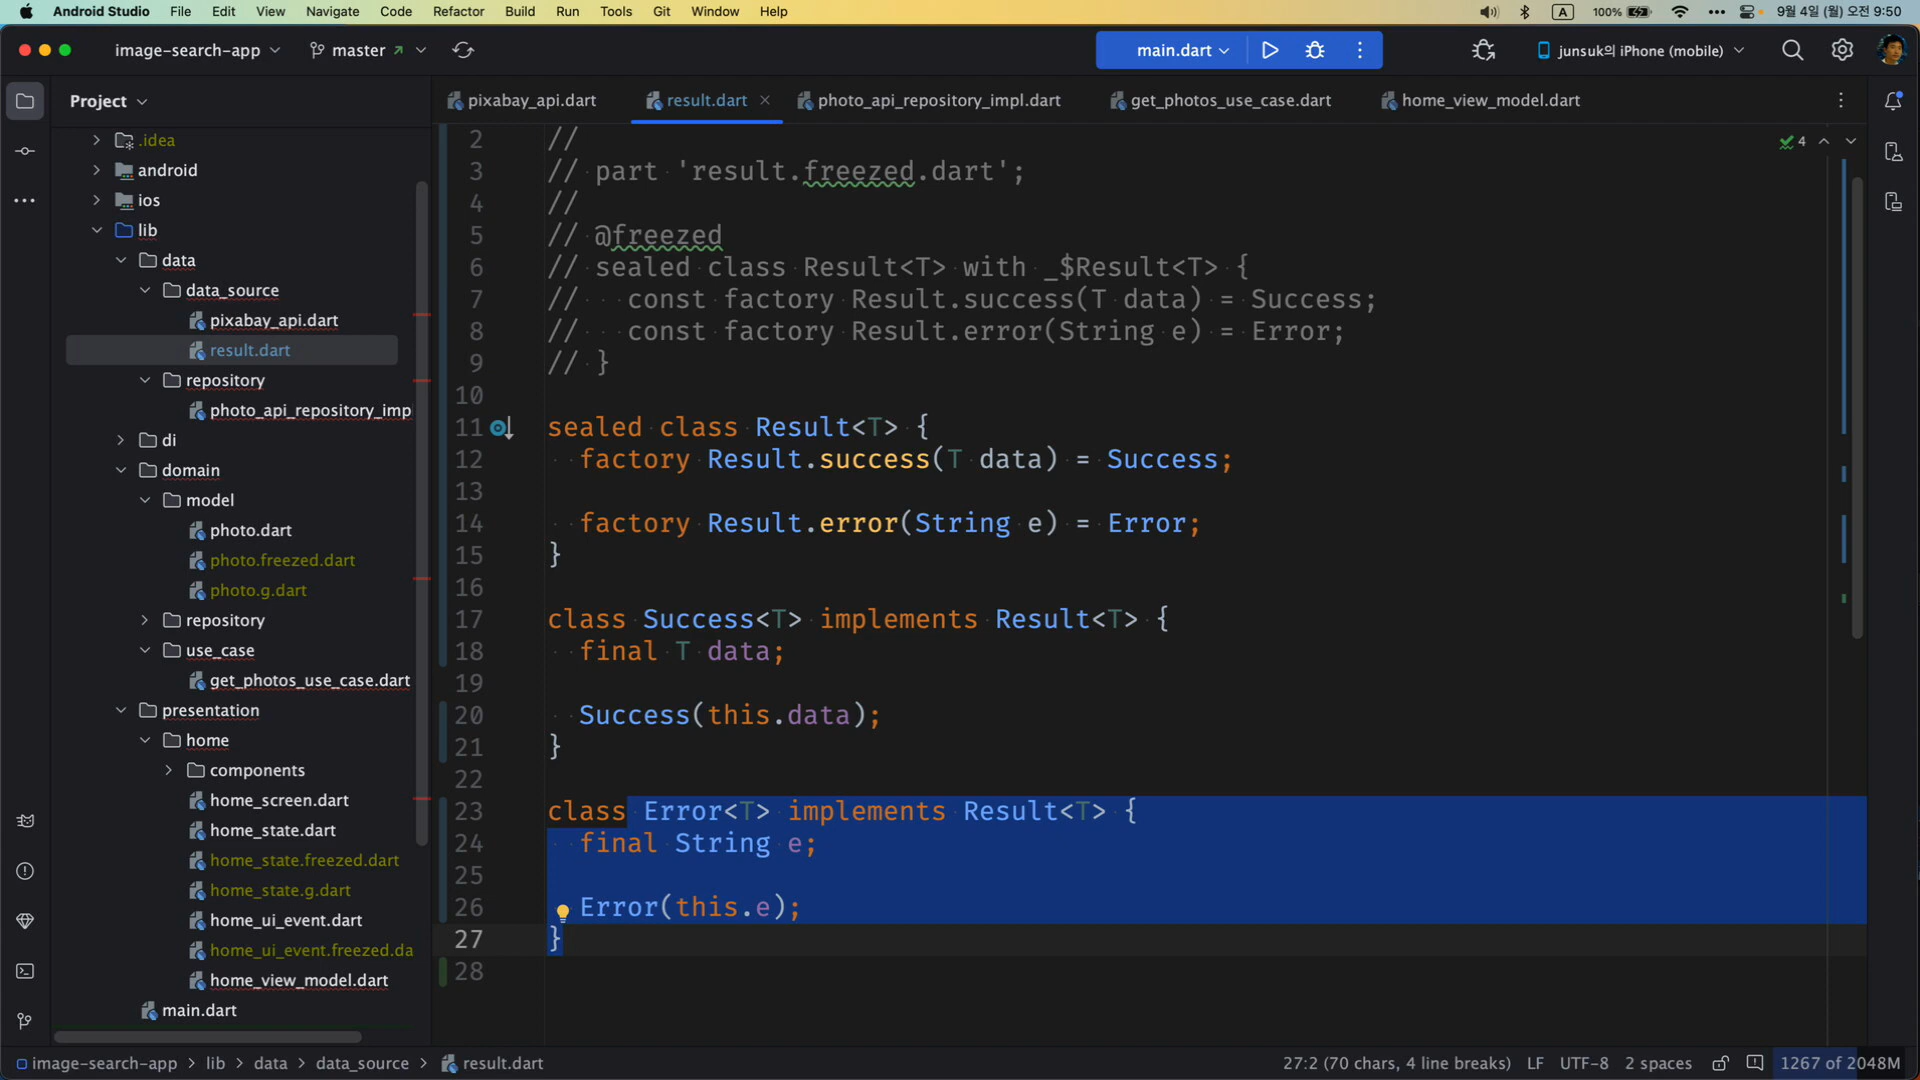 Android Studio File Edit View Navigate Code Refactor Build Run Tools Git Window Help
A 100% 9월 4일 (월) 오전 9:50
image-search-app master main.dart junsuk의 iPhone (mobile)
Project
pixabay_api.dart result.dart photo_api_repository_impl.dart get_photos_use_case.dart home_view_model.dart
.idea
android
ios
lib
data
data_source
pixabay_api.dart
result.dart
repository
photo_api_repository_imp
di
domain
model
photo.dart
photo.freezed.dart
photo.g.dart
repository
use_case
get_photos_use_case.dart
presentation
home
components
home_screen.dart
home_state.dart
home_state.freezed.dart
home_state.g.dart
home_ui_event.dart
home_ui_event.freezed.da
home_view_model.dart
main.dart
4
2 //
3 // part 'result.freezed.dart';
4 //
5 // @freezed
6 // sealed class Result<T> with _$Result<T> {
7 //   const factory Result.success(T data) = Success;
8 //   const factory Result.error(String e) = Error;
9 // }
10
11 sealed class Result<T> {
12   factory Result.success(T data) = Success;
13
14   factory Result.error(String e) = Error;
15 }
16
17 class Success<T> implements Result<T> {
18   final T data;
19
20   Success(this.data);
21 }
22
23 class Error<T> implements Result<T> {
24   final String e;
25
26   Error(this.e);
27 }
28
image-search-app > lib > data > data_source > result.dart
27:2 (70 chars, 4 line breaks) LF UTF-8 2 spaces 1267 of 2048M